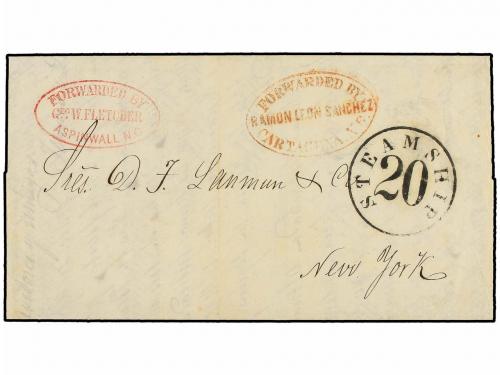 FORWARDED BY
Geo. W. FLETCHER
ASPINWALL N.G.
FORWARDED BY
RAMON LEON SANCHEZ
CARTAGENA, N.G.
STEAMSHIP
20
Sres. D. F. Lanman & Co
New York